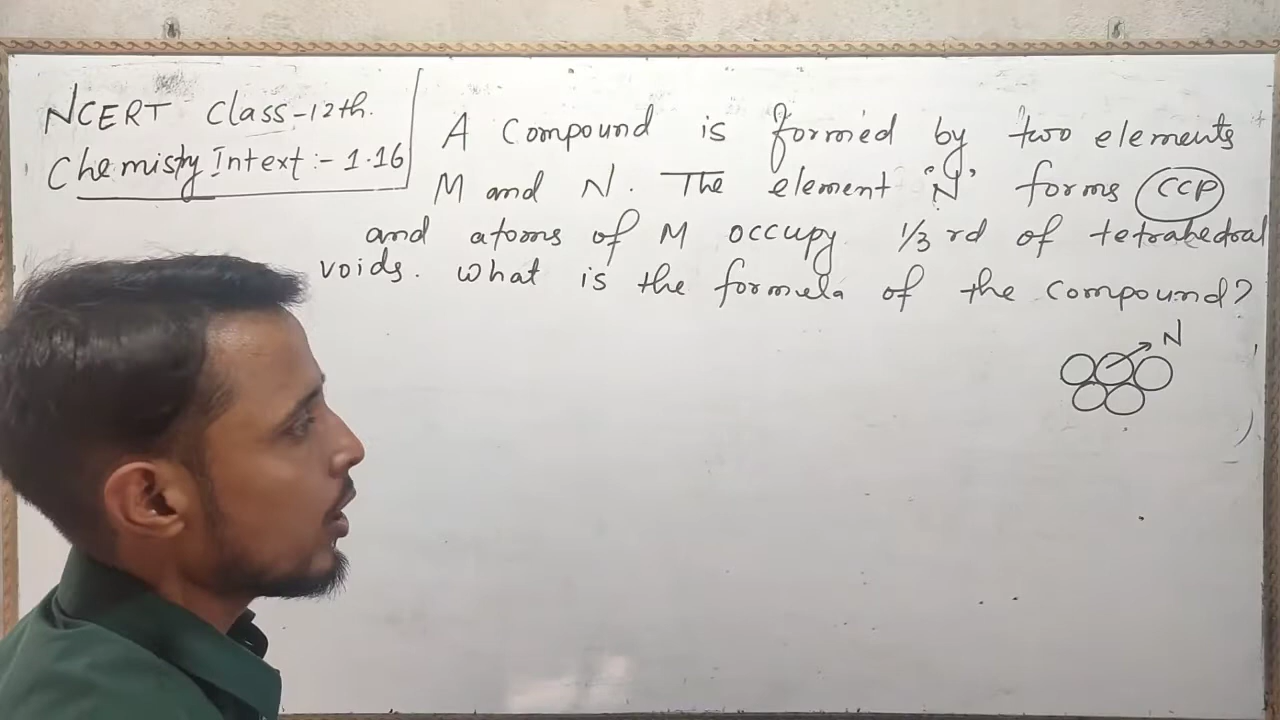 NCERT Class-12th.
Chemisty Intext :- 1.16
A Compound is formed by two elements
M and N. The element "N" forms CCP
and atoms of M occupy 1/3 rd of tetrahedral
voids. What is the formula of the compound?
N